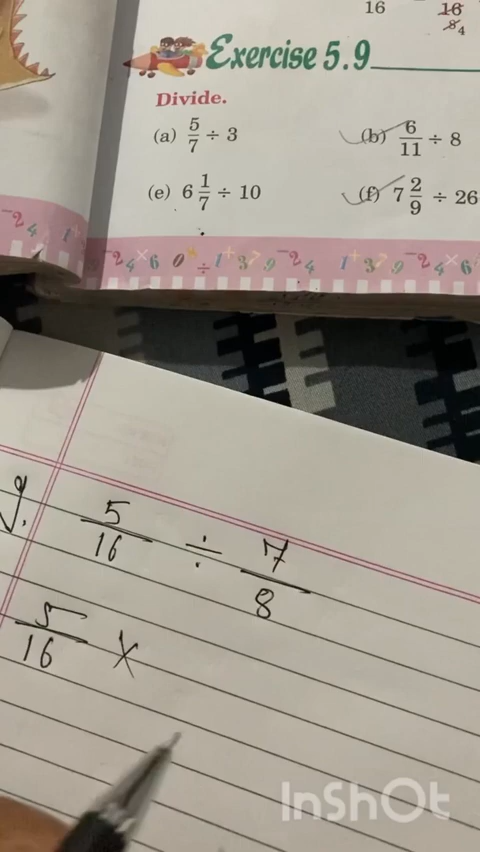 16 16
8 4
Exercise 5.9
Divide.
(a) 5/7 ÷ 3 (b) 6/11 ÷ 8
(e) 6 1/7 ÷ 10 (f) 7 2/9 ÷ 26
5/16 ÷ 7/8
5/16 ×
InShOt